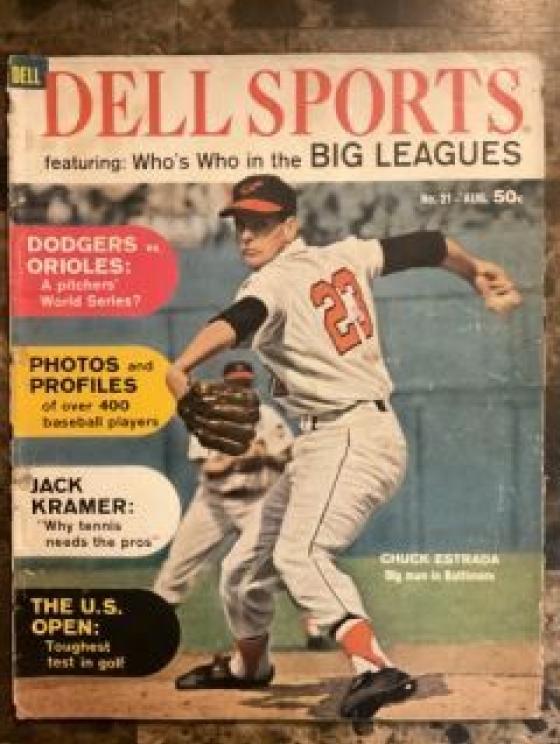 DELL
DELL SPORTS
featuring: Who's Who in the BIG LEAGUES
No. 21 - AUG. 50c
DODGERS vs.
ORIOLES:
A pitchers'
World Series?
23
PHOTOS and
PROFILES
of over 400
baseball players
JACK
KRAMER:
"Why tennis
needs the pros"
CHUCK ESTRADA
Big man in Baltimore
THE U.S.
OPEN:
Toughest
test in golf